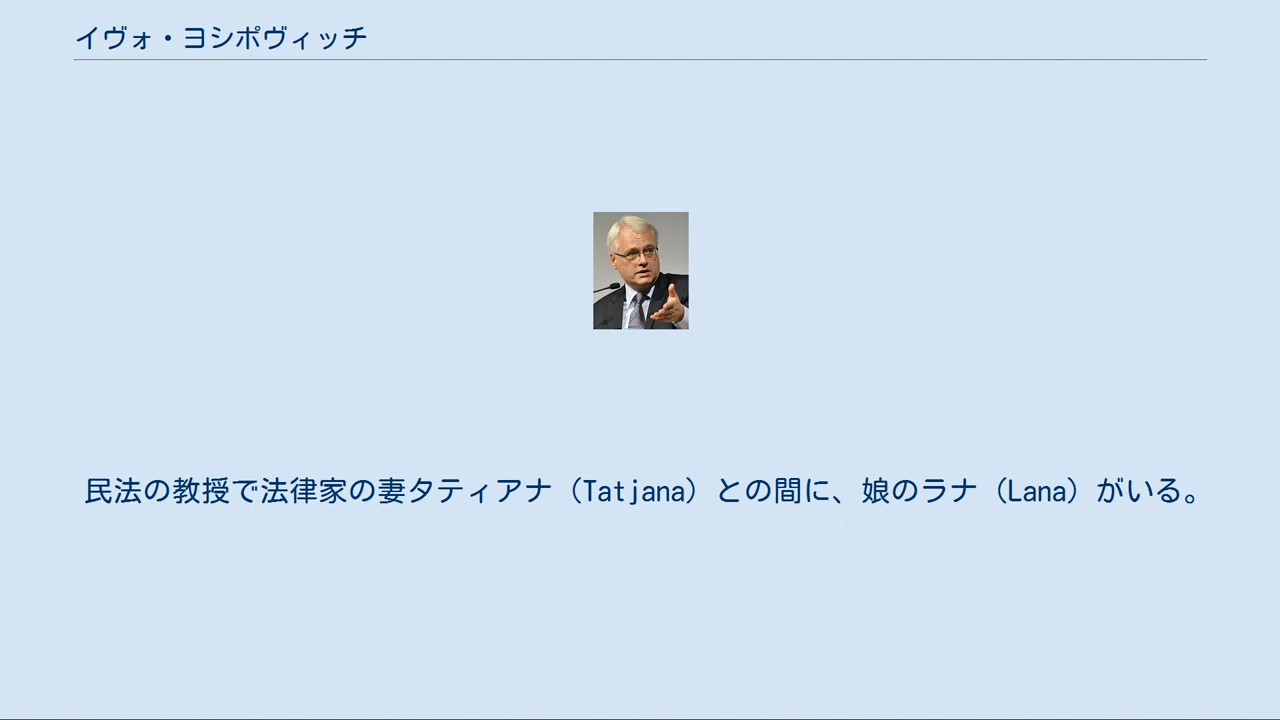 イヴォ・ヨシポヴィッチ
民法の教授で法律家の妻タティアナ（Tatjana）との間に、娘のラナ（Lana）がいる。